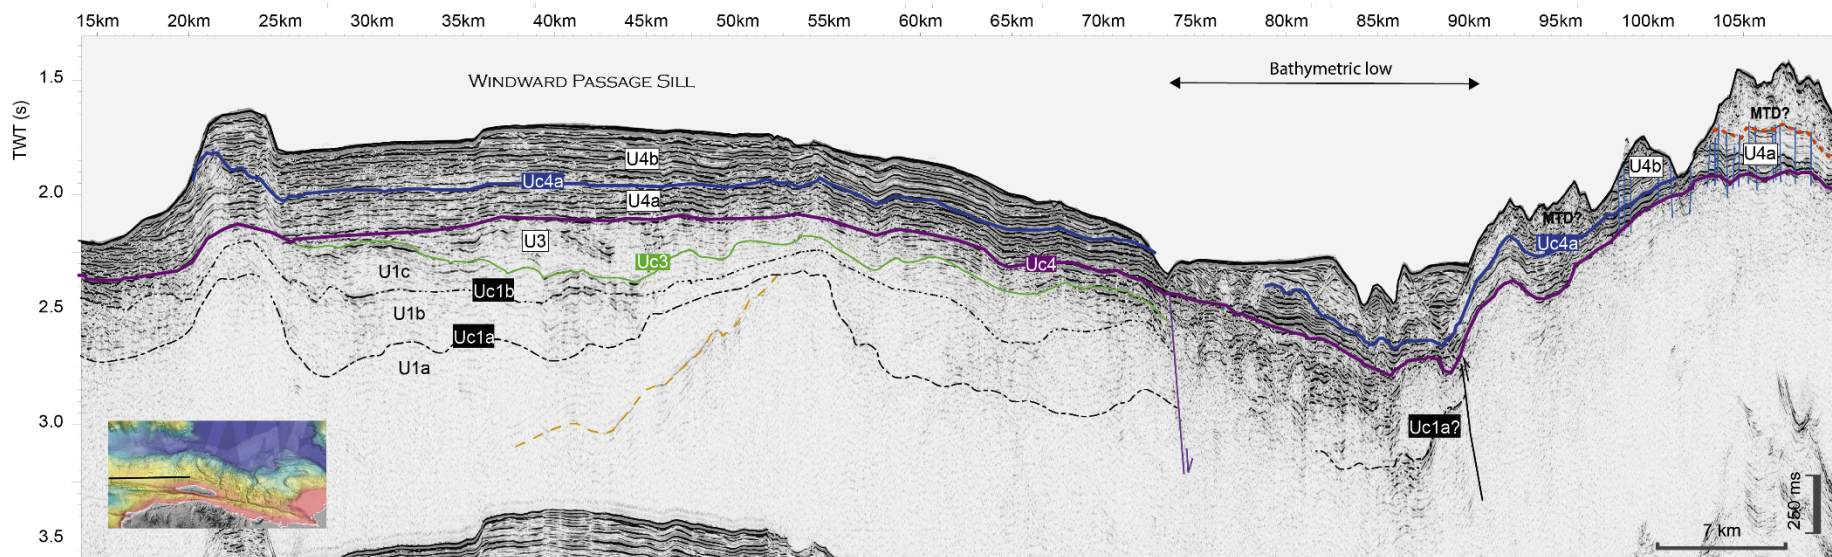 15km 20km 25km 30km 35km 40km 45km 50km 55km 60km 65km 70km 75km 80km 85km 90km 95km 100km 105km
TWT (s)
1.5
2.0
2.5
3.0
3.5
WINDWARD PASSAGE SILL
Bathymetric low
MTD?
U4b
U4a
U4b
Uc4a
U4a
MTD?
U3
Uc4a
Uc3
Uc4
U1c
Uc1b
U1b
Uc1a
U1a
Uc1a?
250 ms
7 km